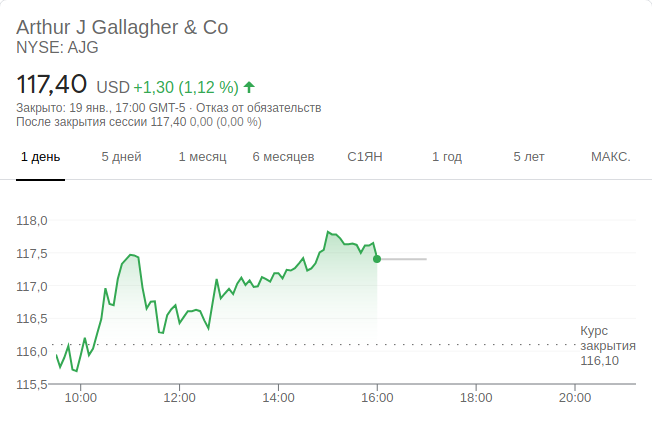 Arthur J Gallagher & Co
NYSE: AJG
117,40 USD +1,30 (1,12 %)
Закрыто: 19 янв., 17:00 GMT-5 · Отказ от обязательств
После закрытия сессии 117,40 0,00 (0,00 %)
1 день 5 дней 1 месяц 6 месяцев С1ЯН 1 год 5 лет МАКС.
118,0
117,5
117,0
116,5
116,0
115,5
Курс
закрытия
116,10
10:00 12:00 14:00 16:00 18:00 20:00